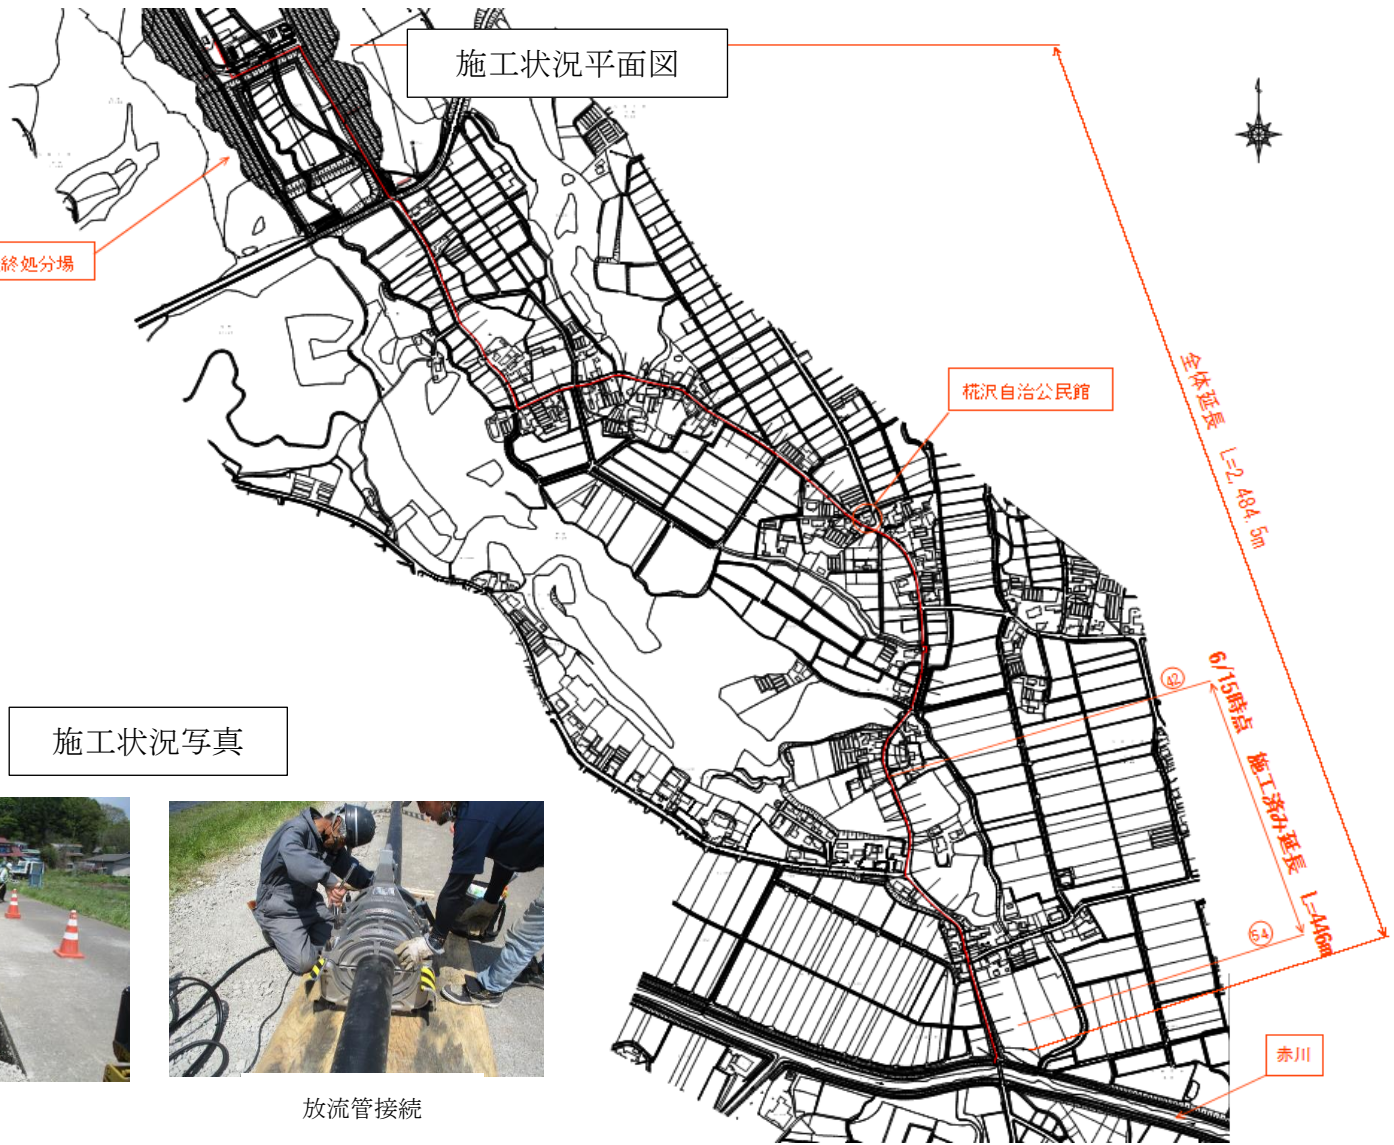 施工状況平面図
終処分場
全体延長 L=2,484.5m
糀沢自治公民館
6/15時点 施工済み延長 L=446m
42
54
施工状況写真
赤川
放流管接続